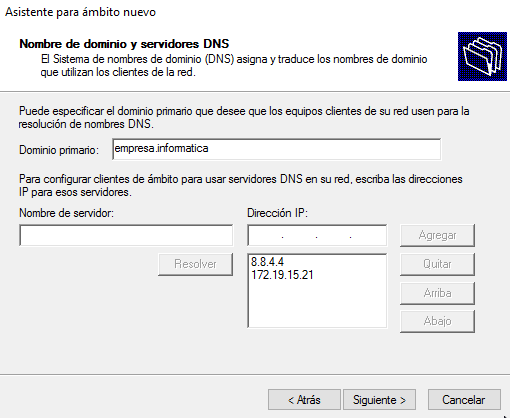 Asistente para ámbito nuevo
Nombre de dominio y servidores DNS
El Sistema de nombres de dominio (DNS) asigna y traduce los nombres de dominio
que utilizan los clientes de la red.
Puede especificar el dominio primario que desee que los equipos clientes de su red usen para la
resolución de nombres DNS.
Dominio primario: empresa.informatica
Para configurar clientes de ámbito para usar servidores DNS en su red, escriba las direcciones
IP para esos servidores.
Nombre de servidor: Dirección IP:
. . . Agregar
Resolver 8.8.4.4 Quitar
172.19.15.21
Arriba
Abajo
< Atrás Siguiente > Cancelar